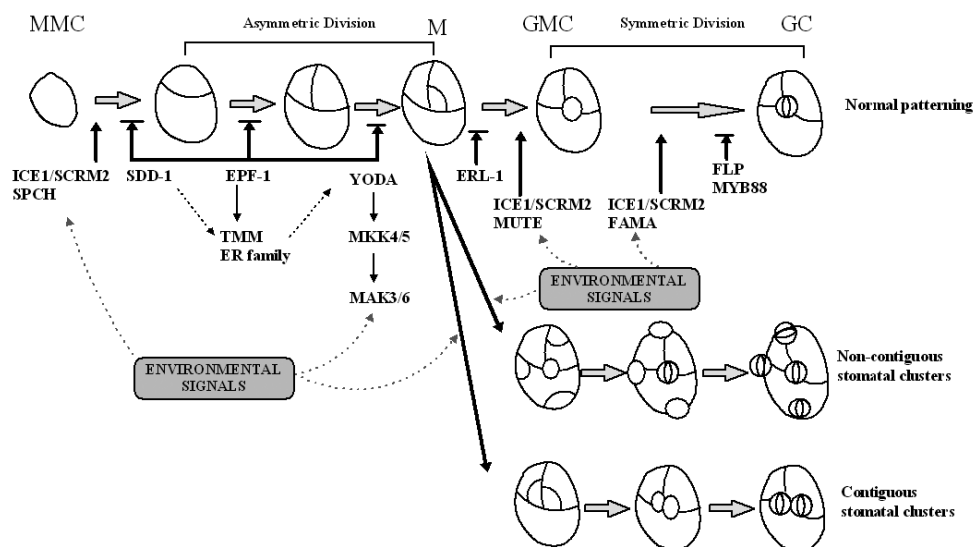 MMC
Asymmetric Division
M
GMC
Symmetric Division
GC
Normal patterning
ICE1/SCRM2
SPCH
SDD-1
EPF-1
YODA
ERL-1
ICE1/SCRM2
MUTE
ICE1/SCRM2
FAMA
FLP
MYB88
TMM
ER family
MKK4/5
MAK3/6
ENVIRONMENTAL
SIGNALS
ENVIRONMENTAL
SIGNALS
Non-contiguous
stomatal clusters
Contiguous
stomatal clusters